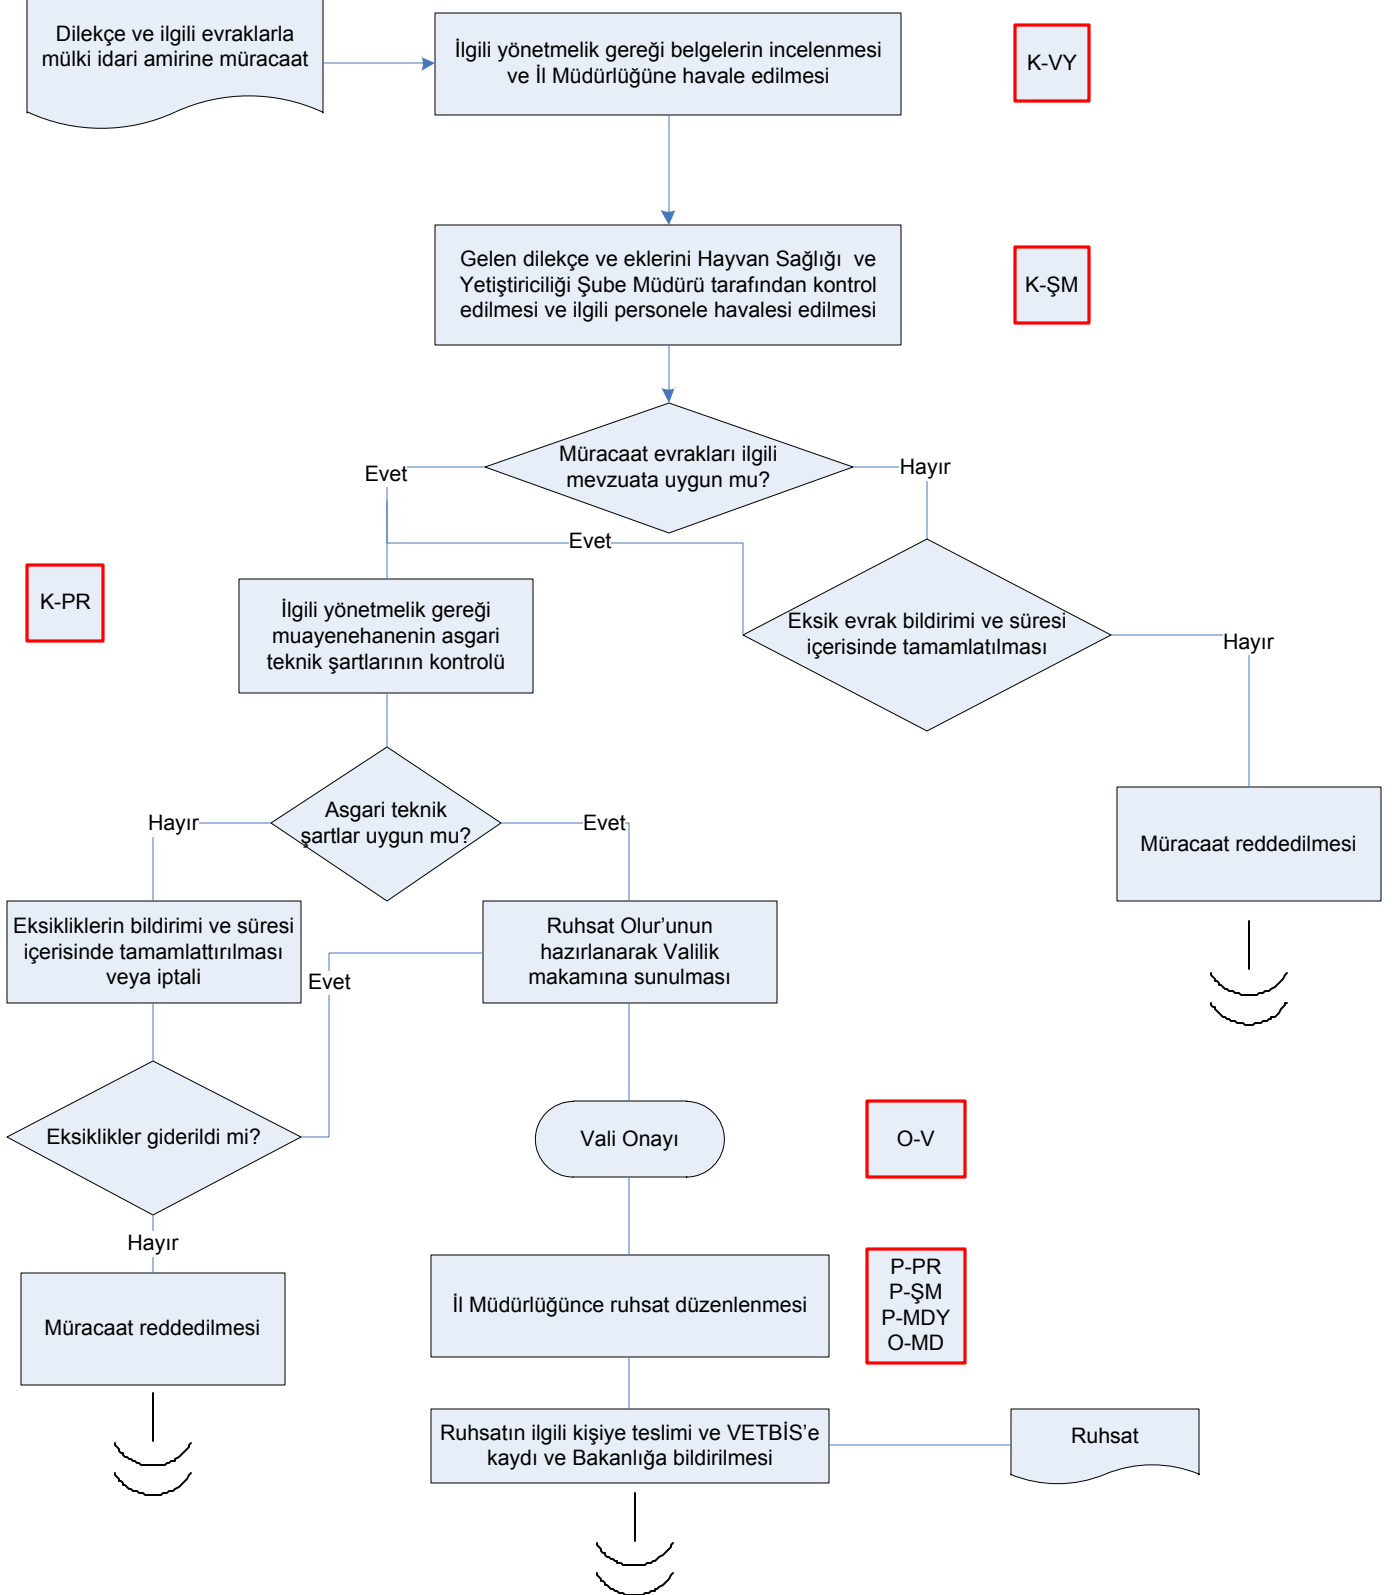 Dilekçe ve ilgili evraklarla
mülki idari amirine müracaat
İlgili yönetmelik gereği belgelerin incelenmesi
ve İl Müdürlüğüne havale edilmesi
K-VY
Gelen dilekçe ve eklerini Hayvan Sağlığı ve
Yetiştiriciliği Şube Müdürü tarafından kontrol
edilmesi ve ilgili personele havalesi edilmesi
K-ŞM
Müracaat evrakları ilgili
mevzuata uygun mu?
Evet
Hayır
Evet
K-PR
İlgili yönetmelik gereği
muayenehanenin asgari
teknik şartlarının kontrolü
Eksik evrak bildirimi ve süresi
içerisinde tamamlatılması
Hayır
Asgari teknik
şartlar uygun mu?
Hayır
Evet
Müracaat reddedilmesi
Eksikliklerin bildirimi ve süresi
içerisinde tamamlattırılması
veya iptali
Ruhsat Olur’unun
hazırlanarak Valilik
makamına sunulması
Evet
Eksiklikler giderildi mi?
Vali Onayı
O-V
Hayır
Müracaat reddedilmesi
İl Müdürlüğünce ruhsat düzenlenmesi
P-PR
P-ŞM
P-MDY
O-MD
Ruhsatın ilgili kişiye teslimi ve VETBİS’e
kaydı ve Bakanlığa bildirilmesi
Ruhsat